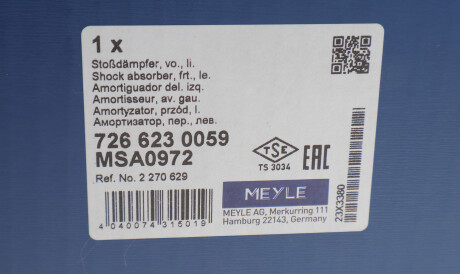 1 x
Stoßdämpfer, vo., li.
Shock absorber, frt., le.
Amortiguador del. izq.
Amortisseur, av. gau.
Amortyzator, przód, l.
Амортизатор, пер., лев.
726 623 0059
MSA0972
Ref. No. 2 270 629
TSE
TS 3034
EAC
MEYLE
MEYLE AG, Merkurring 111
Hamburg 22143, Germany
4 040074 315019
23X3380